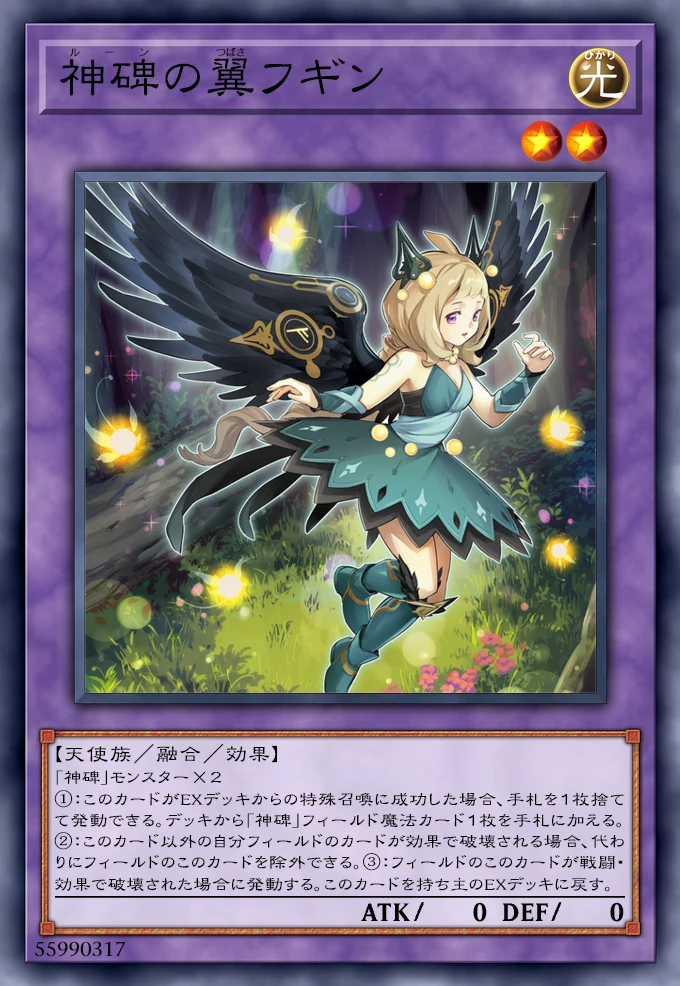 ルーン つばさ
神碑の翼フギン
ひかり
光
【天使族／融合／効果】
「神碑」モンスター×２
①：このカードがEXデッキからの特殊召喚に成功した場合、手札を１枚捨て
て発動できる。デッキから「神碑」フィールド魔法カード１枚を手札に加える。
②：このカード以外の自分フィールドのカードが効果で破壊される場合、代わ
りにフィールドのこのカードを除外できる。③：フィールドのこのカードが戦闘・
効果で破壊された場合に発動する。このカードを持ち主のEXデッキに戻す。
ATK/ 0 DEF/ 0
55990317